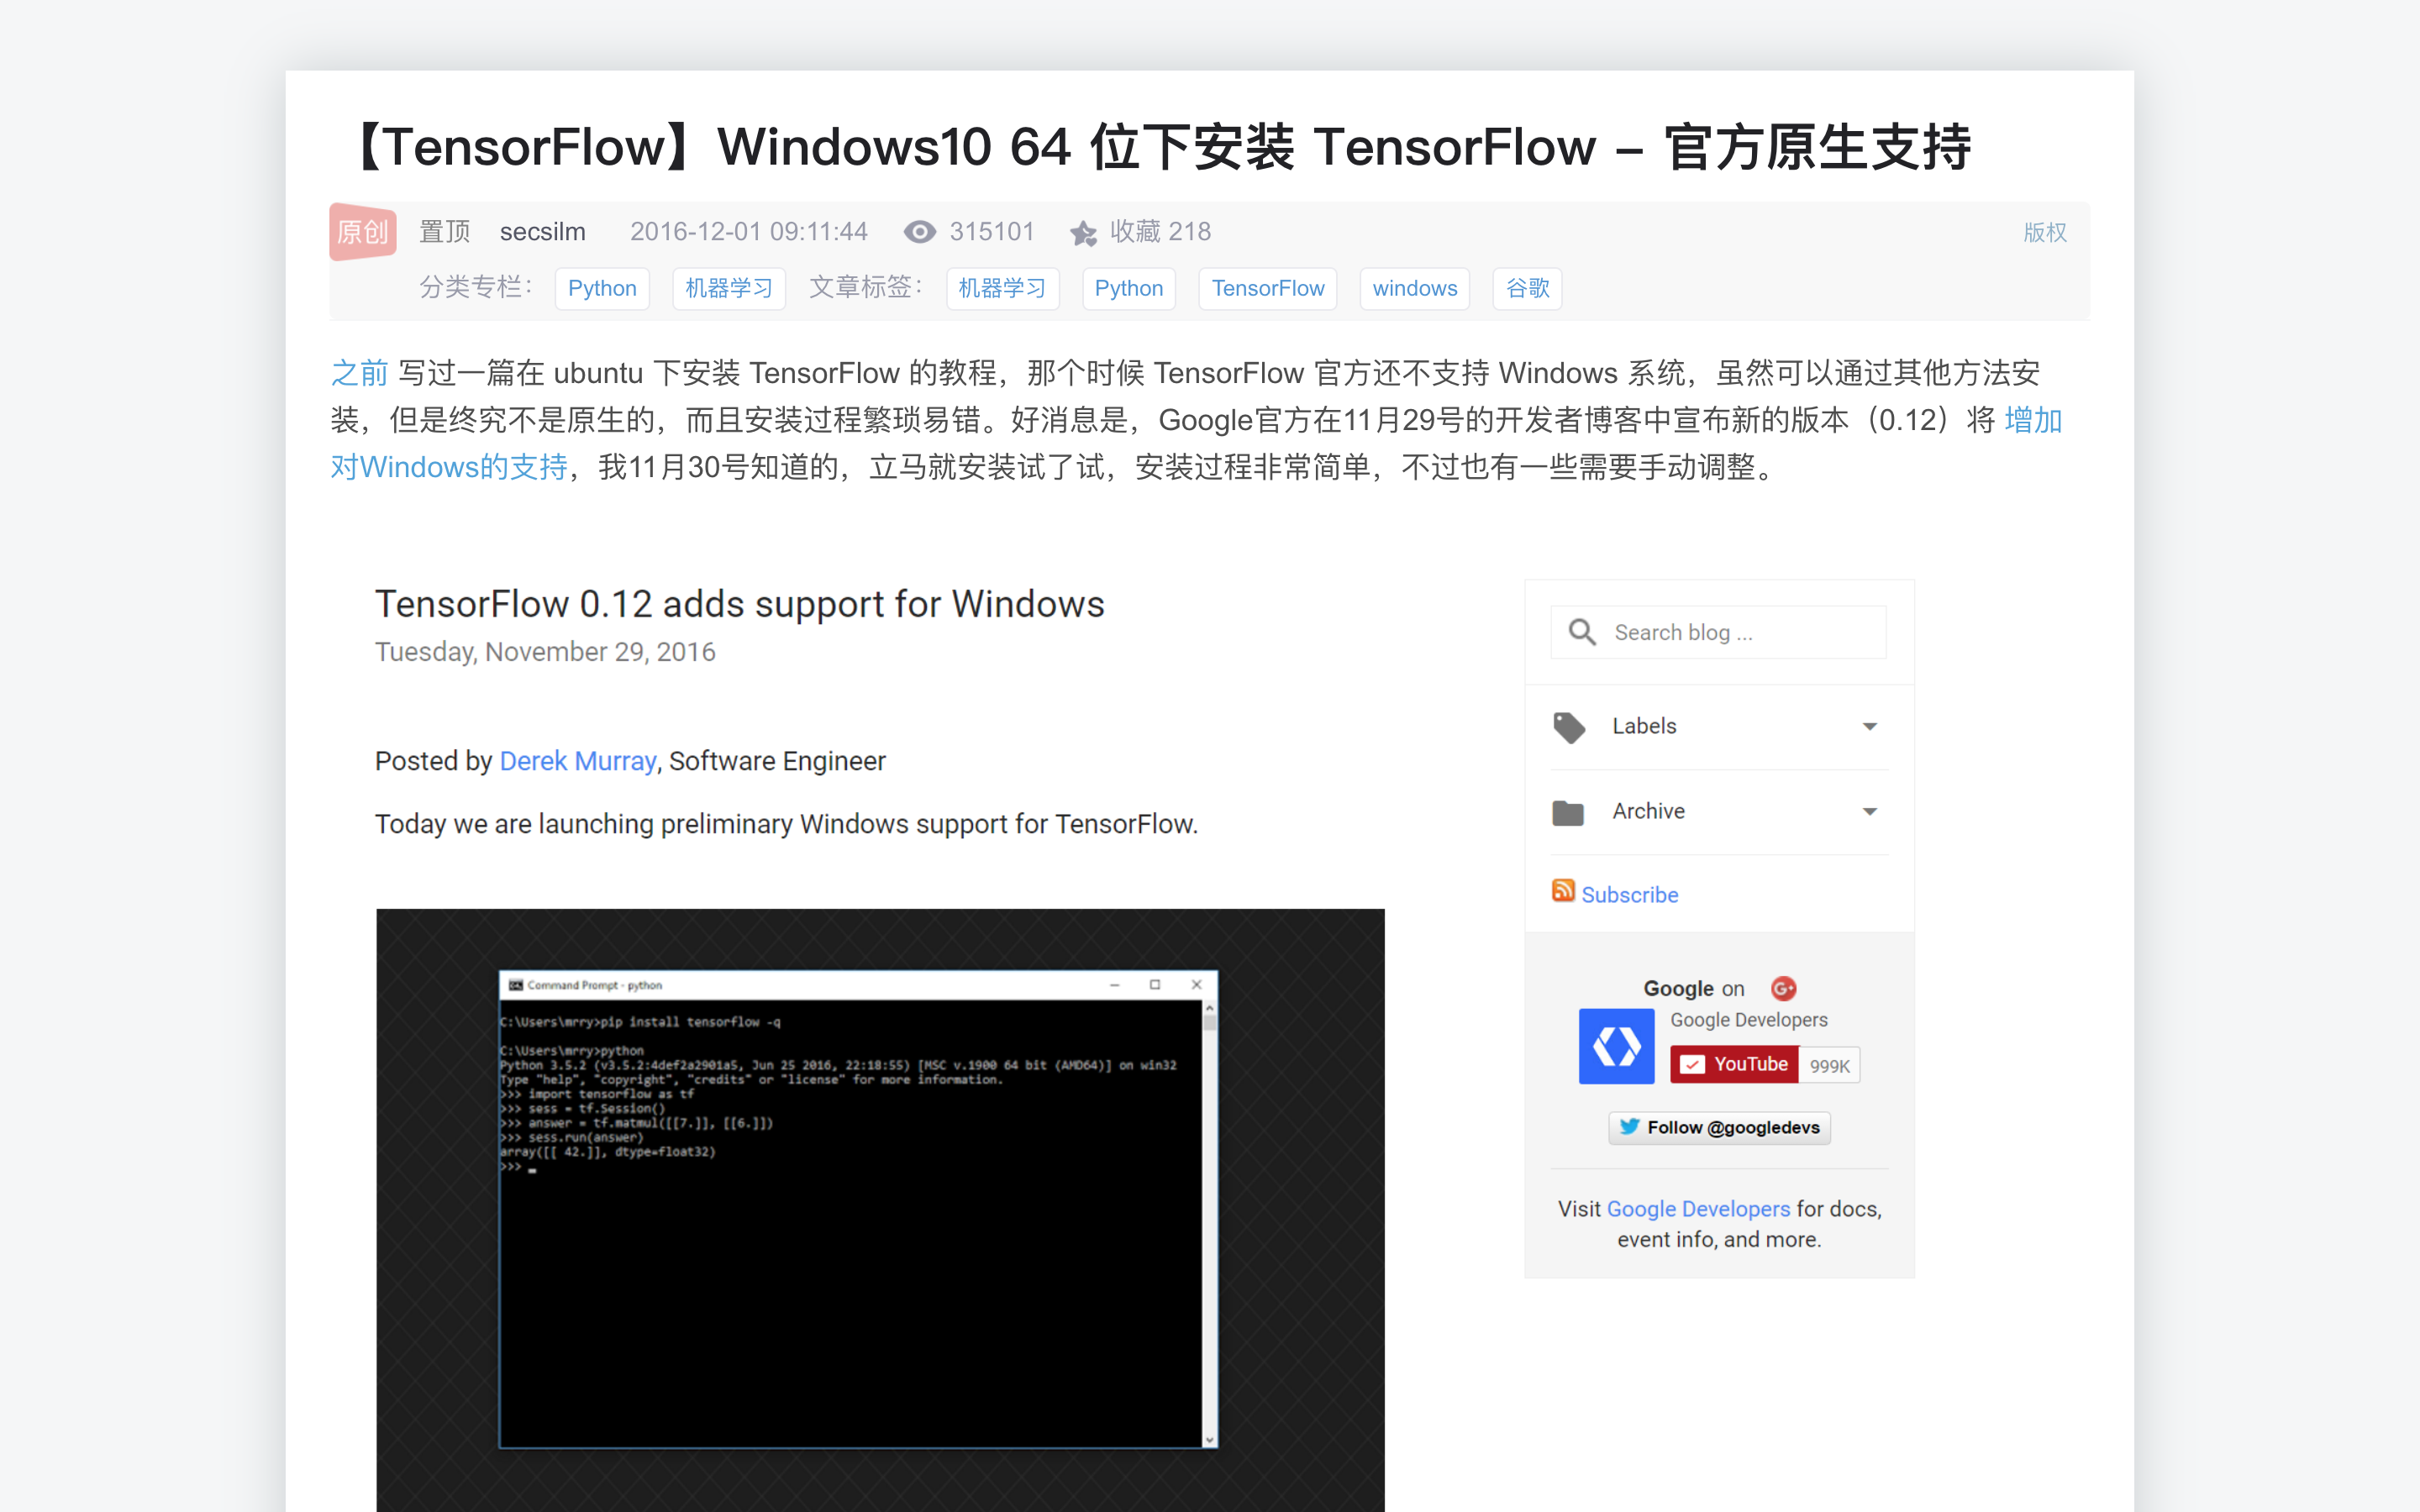 【TensorFlow】Windows10 64 位下安装 TensorFlow – 官方原生支持
原创 置顶 secsilm 2016-12-01 09:11:44 315101 收藏 218 版权
分类专栏： Python 机器学习 文章标签： 机器学习 Python TensorFlow windows 谷歌
之前 写过一篇在 ubuntu 下安装 TensorFlow 的教程，那个时候 TensorFlow 官方还不支持 Windows 系统，虽然可以通过其他方法安
装，但是终究不是原生的，而且安装过程繁琐易错。好消息是，Google官方在11月29号的开发者博客中宣布新的版本（0.12）将 增加
对Windows的支持，我11月30号知道的，立马就安装试了试，安装过程非常简单，不过也有一些需要手动调整。
TensorFlow 0.12 adds support for Windows
Tuesday, November 29, 2016
Posted by Derek Murray, Software Engineer
Today we are launching preliminary Windows support for TensorFlow.
Command Prompt - python
C:\Users\mrry>pip install tensorflow -q
C:\Users\mrry>python
Python 3.5.2 (v3.5.2:4def2a2901a5, Jun 25 2016, 22:18:55) [MSC v.1900 64 bit (AMD64)] on win32
Type "help", "copyright", "credits" or "license" for more information.
>>> import tensorflow as tf
>>> sess = tf.Session()
>>> answer = tf.matmul([[7.]], [[6.]])
>>> sess.run(answer)
array([[ 42.]], dtype=float32)
>>> _
Search blog ...
Labels
Archive
Subscribe
Google on G+
Google Developers
YouTube 999K
Follow @googledevs
Visit Google Developers for docs,
event info, and more.